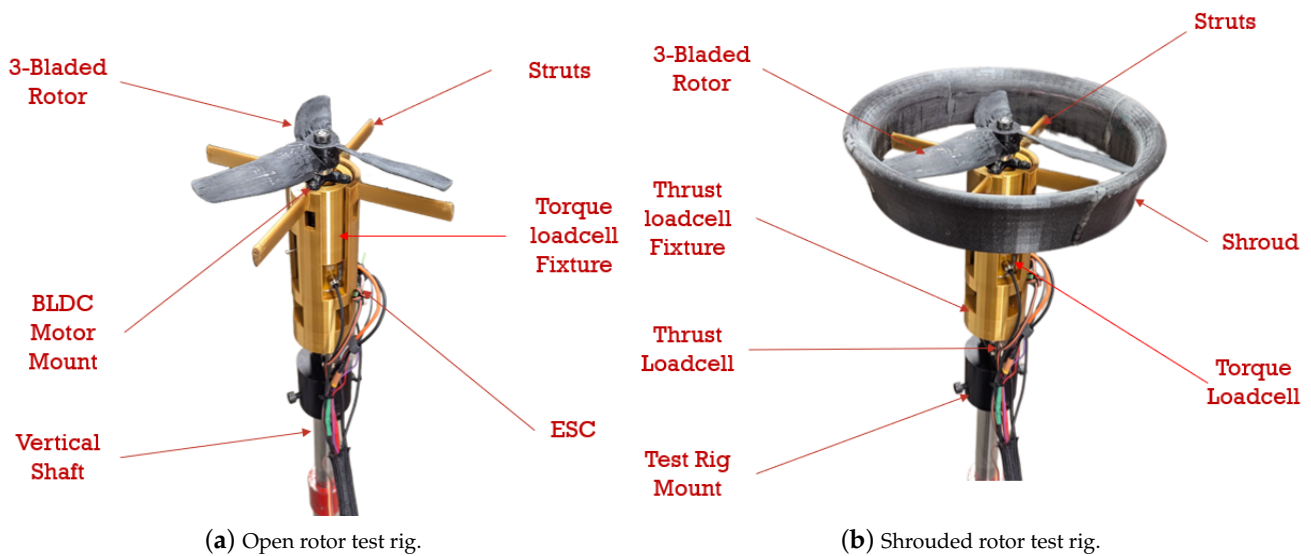 3-Bladed
Rotor
Struts
BLDC
Motor
Mount
Torque
loadcell
Fixture
Vertical
Shaft
ESC
(a) Open rotor test rig.
3-Bladed
Rotor
Struts
Thrust
loadcell
Fixture
Shroud
Thrust
Loadcell
Torque
Loadcell
Test Rig
Mount
(b) Shrouded rotor test rig.